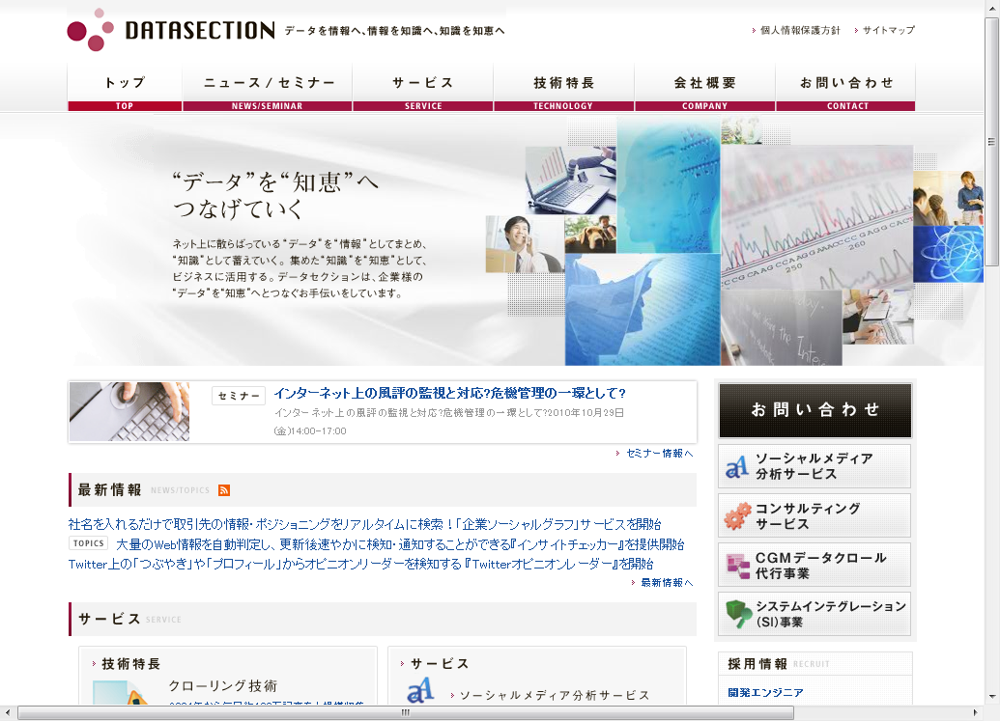 DATASECTION データを情報へ、情報を知識へ、知識を知恵へ
個人情報保護方針 サイトマップ
トップ ニュース / セミナー サービス 技術特長 会社概要 お問い合わせ
TOP NEWS/SEMINAR SERVICE TECHNOLOGY COMPANY CONTACT
“データ”を“知恵”へ
つなげていく
ネット上に散らばっている“データ”を“情報”としてまとめ、
“知識”として蓄えていく。集めた“知識”を“知恵”として、
ビジネスに活用する。データセクションは、企業様の
“データ”を“知恵”へとつなぐお手伝いをしています。
セミナー インターネット上の風評の監視と対応?危機管理の一環として?
インターネット上の風評の監視と対応?危機管理の一環として?2010年10月29日
(金)14:00-17:00
セミナー情報へ
最新情報 NEWS/TOPICS
社名を入れるだけで取引先の情報・ポジショニングをリアルタイムに検索！「企業ソーシャルグラフ」サービスを開始
TOPICS 大量のWeb情報を自動判定し、更新後速やかに検知・通知することができる『インサイトチェッカー』を提供開始
Twitter上の「つぶやき」や「プロフィール」からオピニオンリーダーを検知する『Twitterオピニオンレーダー』を開始
最新情報へ
サービス SERVICE
技術特長
クローリング技術
サービス
ソーシャルメディア分析サービス
お問い合わせ
ソーシャルメディア
分析サービス
コンサルティング
サービス
CGMデータクロール
代行事業
システムインテグレーション
(SI)事業
採用情報 RECRUIT
開発エンジニア